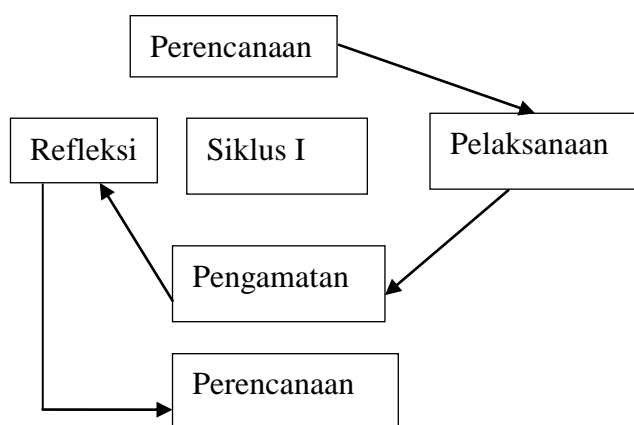 Perencanaan
Refleksi
Siklus I
Pelaksanaan
Pengamatan
Perencanaan